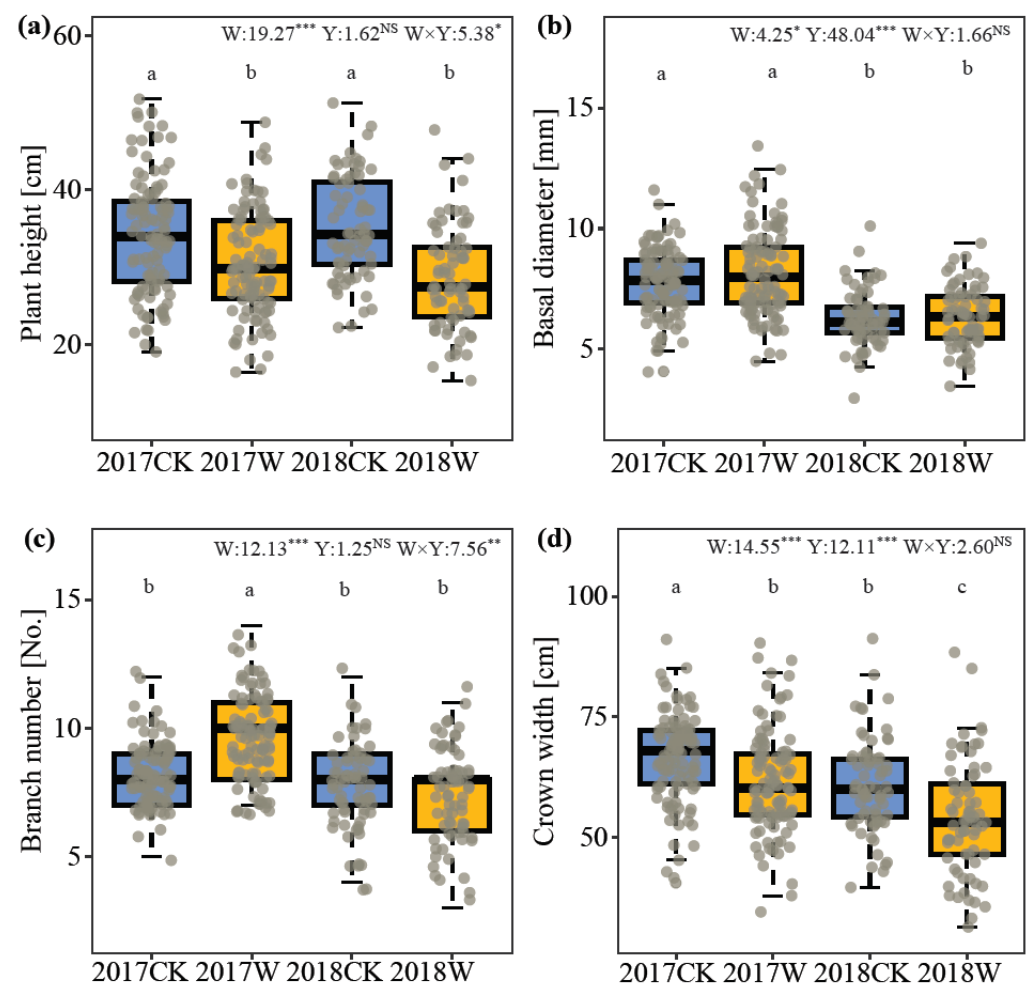 (a)
W:19.27*** Y:1.62NS W×Y:5.38*
a b a b
60
40
20
Plant height [cm]
2017CK 2017W 2018CK 2018W
(b)
W:4.25* Y:48.04*** W×Y:1.66NS
a a b b
15
10
5
Basal diameter [mm]
2017CK 2017W 2018CK 2018W
(c)
W:12.13*** Y:1.25NS W×Y:7.56**
b a b b
15
10
5
Branch number [No.]
2017CK 2017W 2018CK 2018W
(d)
W:14.55*** Y:12.11*** W×Y:2.60NS
a b b c
100
75
50
Crown width [cm]
2017CK 2017W 2018CK 2018W